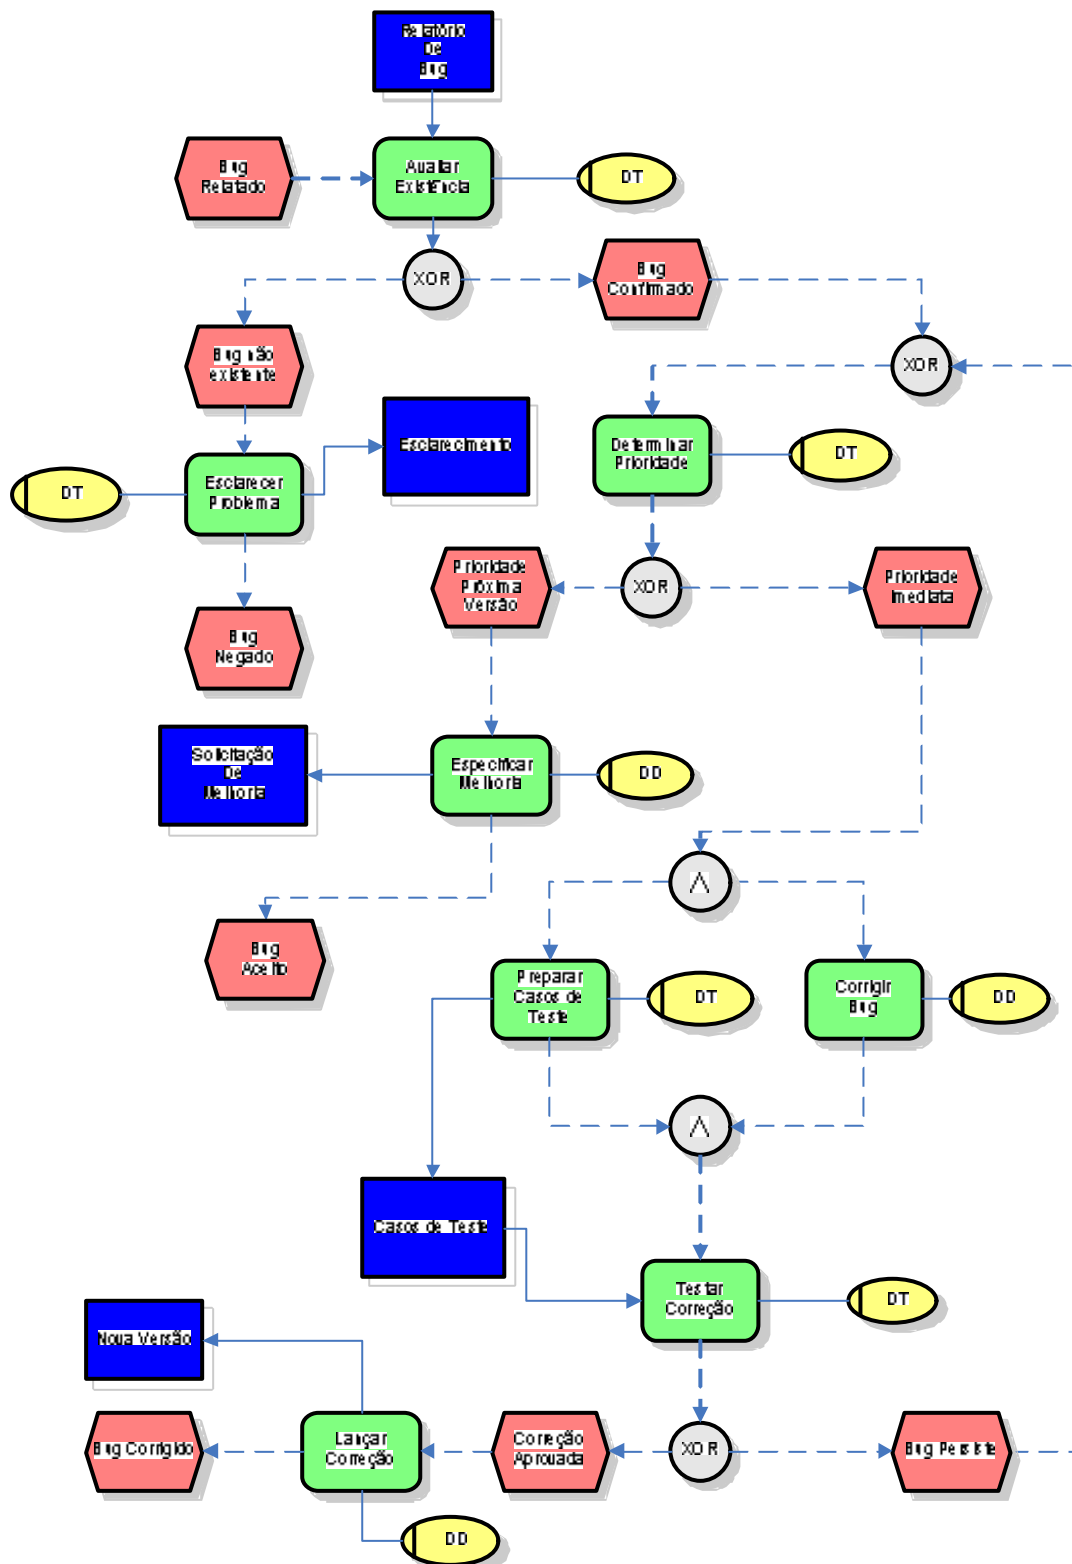 Relatório
De
Bug
Bug
Relatado
Avaliar
Existência
DT
XOR
Bug
Confirmado
Bug não
existente
XOR
Esclarecimento
Determinar
Prioridade
DT
Esclarecer
Problema
DT
Prioridade
Próxima
Versão
XOR
Prioridade
Imediata
Bug
Negado
Solicitação
De
Melhoria
Especificar
Melhoria
DD
Λ
Bug
Aceito
Preparar
Casos de
Teste
DT
Corrigir
Bug
DD
Λ
Casos de Teste
Testar
Correção
DT
Nova Versão
Bug Corrigido
Lançar
Correção
Correção
Aprovada
XOR
Bug Persiste
DD